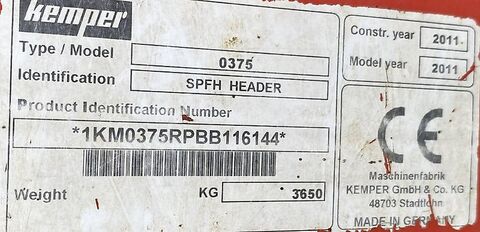 kemper
Type / Model 0375
Identification SPFH HEADER
Product Identification Number
*1KM0375RPBB116144*
Weight KG 3650
Constr. year 2011
Model year 2011
CE
Maschinenfabrik
KEMPER GmbH & Co. KG
48703 Stadtlohn
MADE IN GERMANY